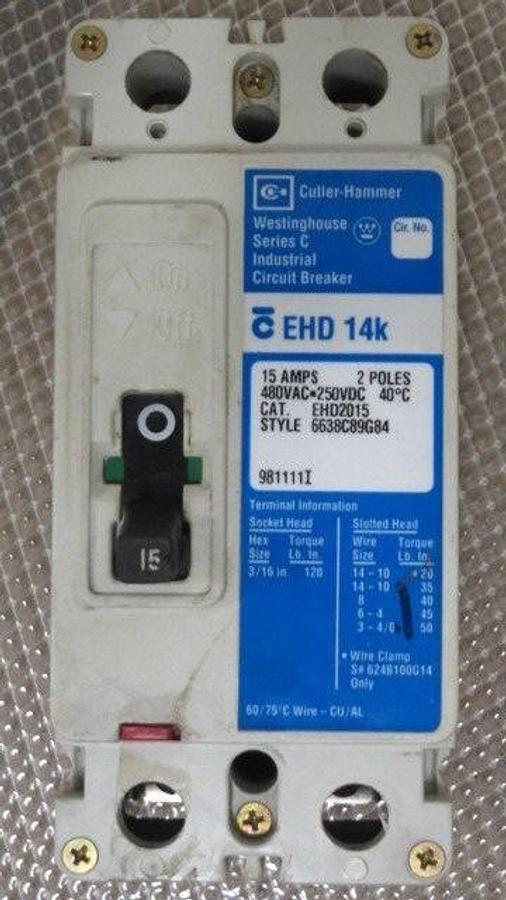 Cutler-Hammer
Westinghouse
Series C
Industrial
Circuit Breaker
Cir. No.
On
Off
EHD 14k
15 AMPS 2 POLES
480VAC•250VDC 40°C
CAT. EHD2015
STYLE 6638C89G84
981111I
O
15
Terminal Information
Socket Head
Hex Torque
Size Lb. In.
3/16 in 120
Slotted Head
Wire Torque
Size Lb. In.
14-10 20
14-10 35
8 40
6-4 45
3-4/0 50
• Wire Clamp
S# 624B100G14
Only
60/75°C Wire - CU/AL